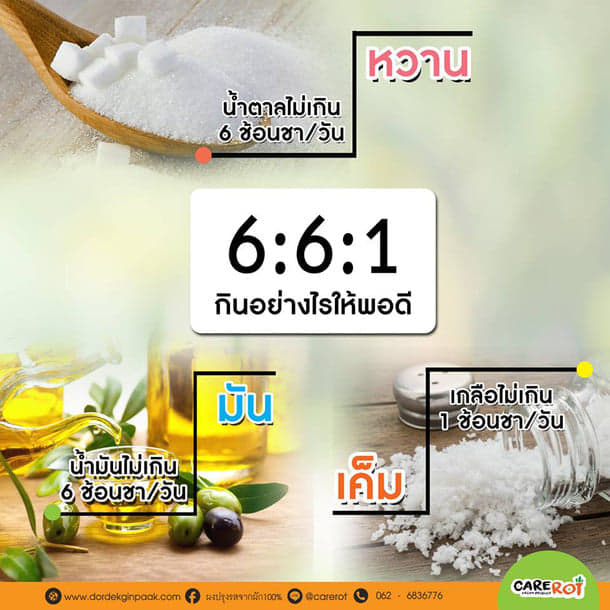 หวาน
น้ำตาลไม่เกิน
6 ช้อนชา/วัน
6:6:1
กินอย่างไรให้พอดี
มัน
น้ำมันไม่เกิน
6 ช้อนชา/วัน
เกลือไม่เกิน
1 ช้อนชา/วัน
เค็ม
www.dordekginpaak.com ผงปรุงรสจากผัก100% @carerot 062 - 6836776
CAREROT